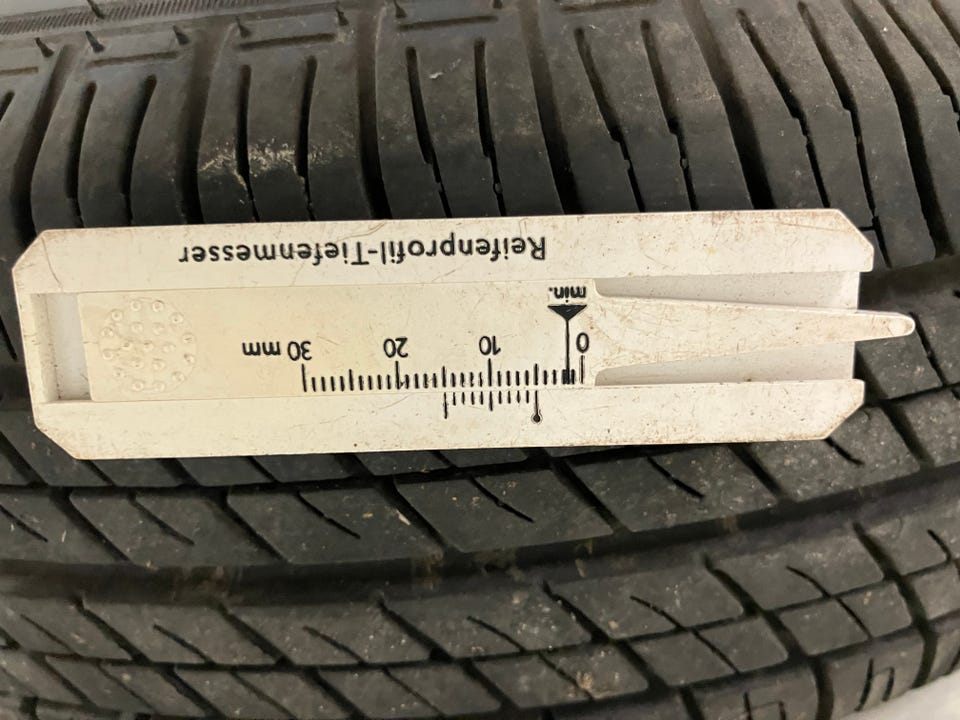 Reifenprofil-Tiefenmesser
min.
0 10 20 30 mm